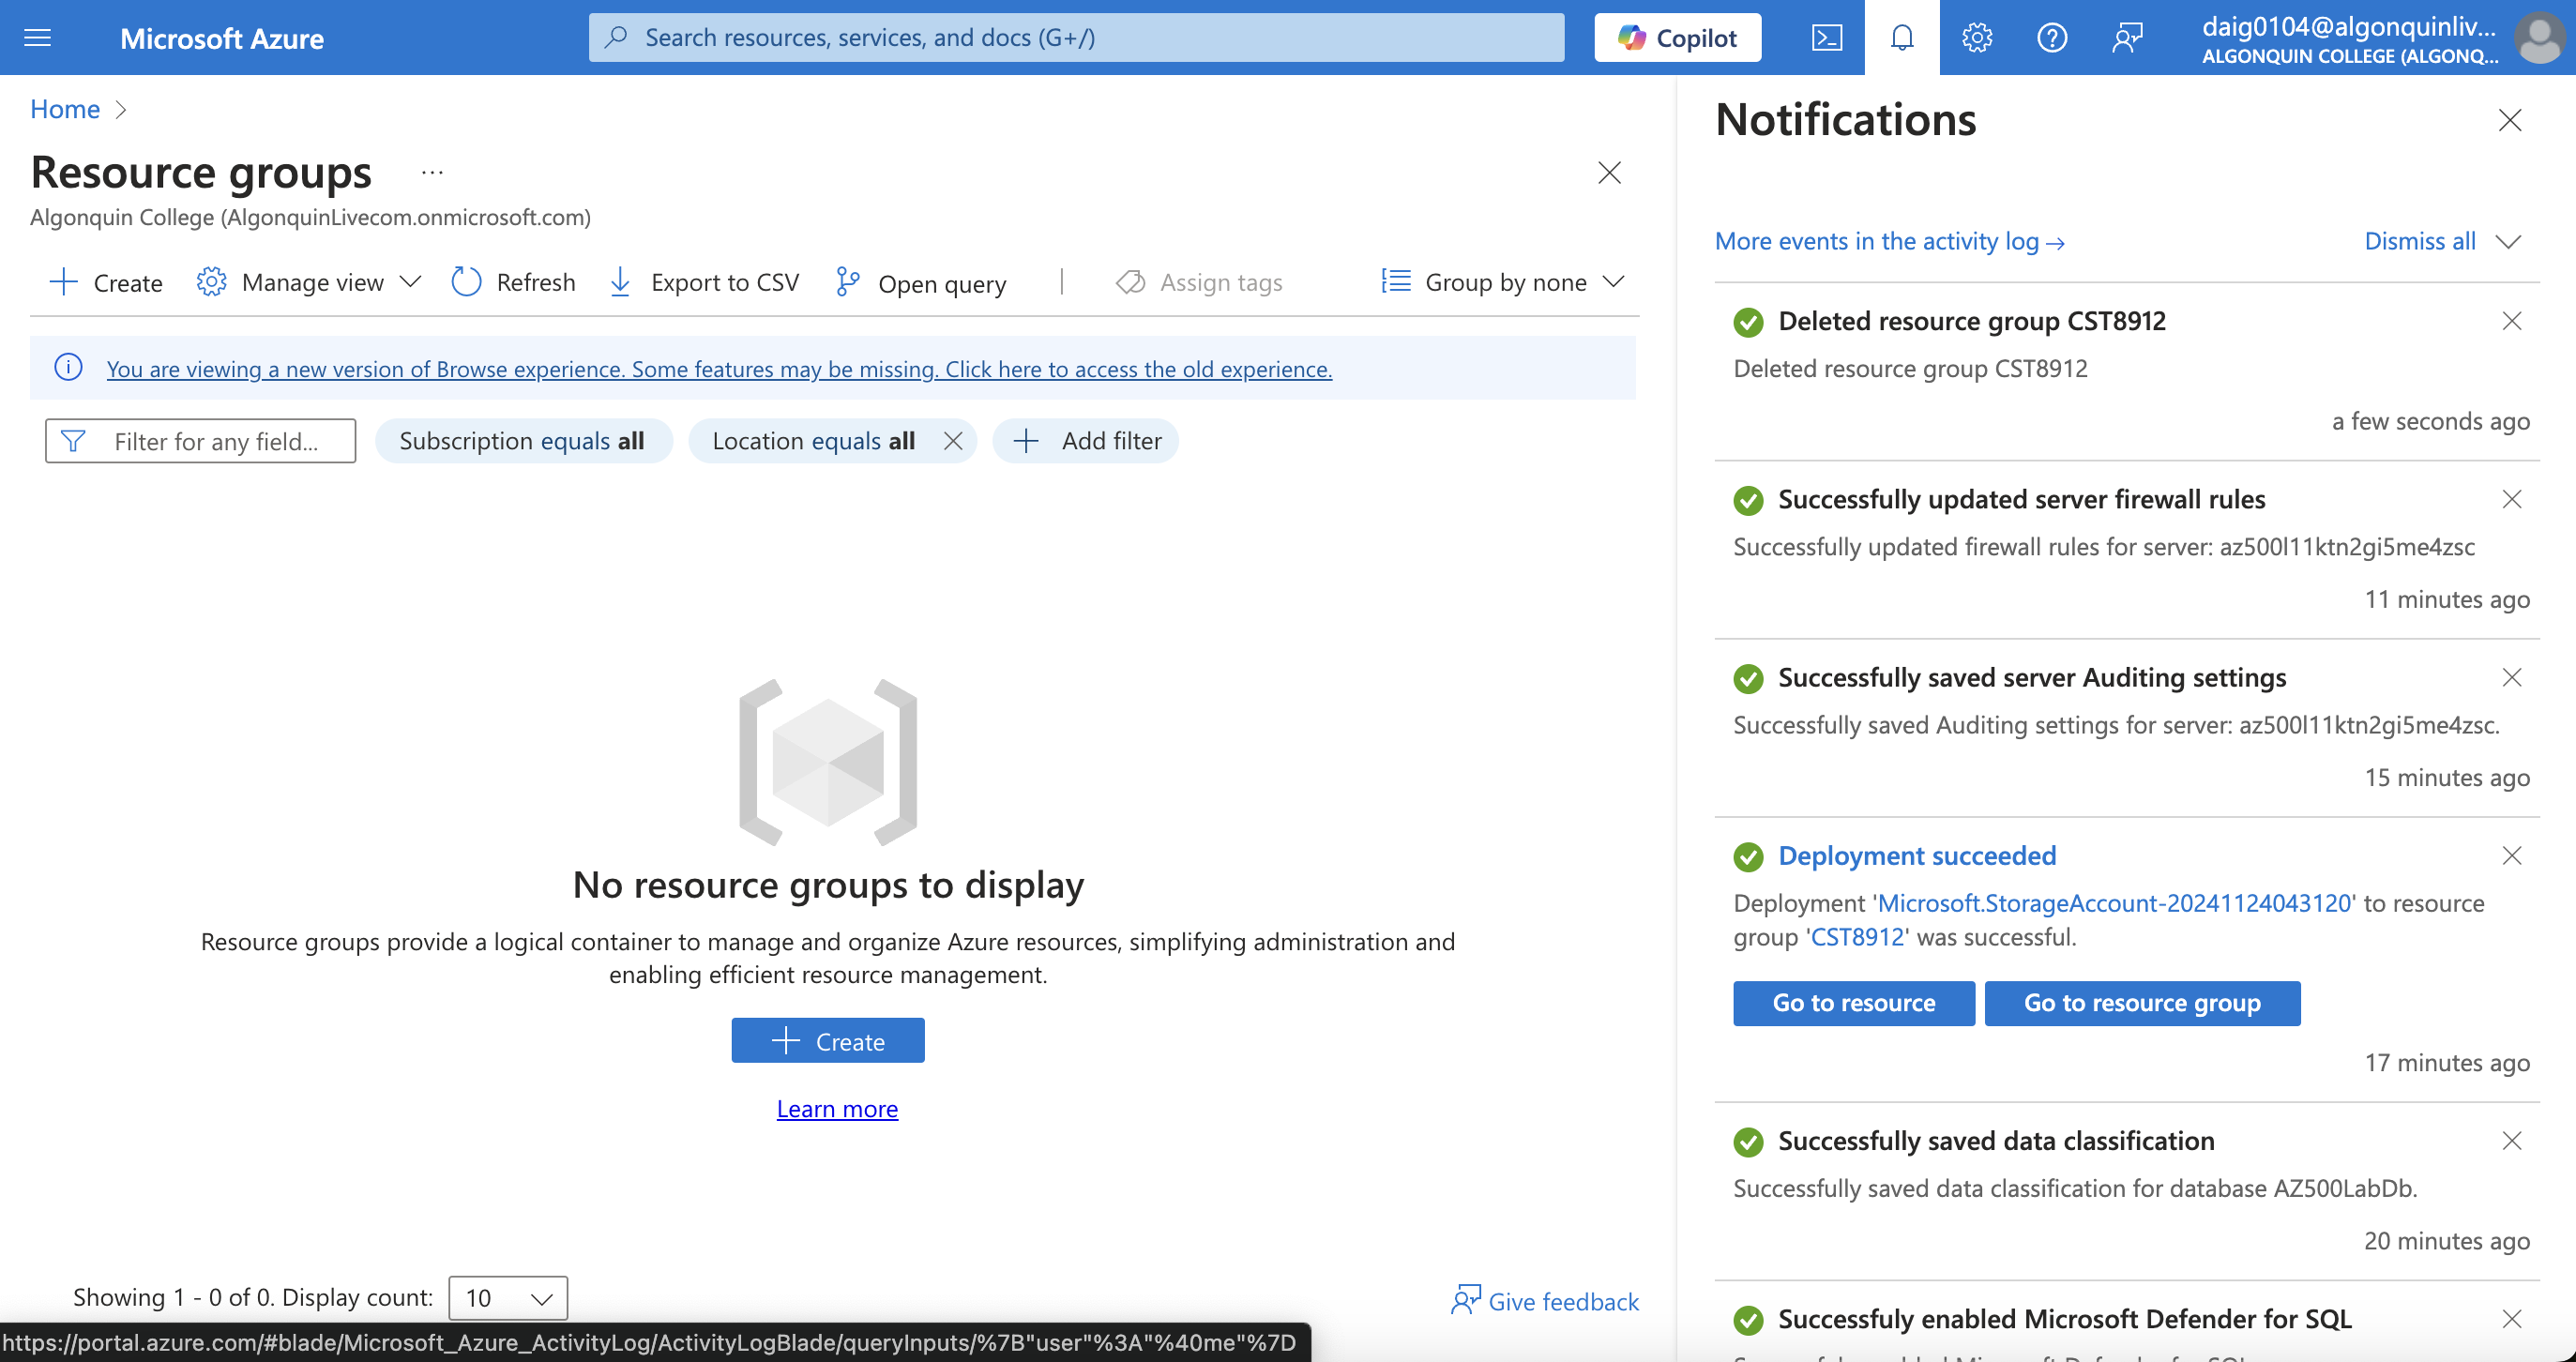 Microsoft Azure
Search resources, services, and docs (G+/)
Copilot
daig0104@algonquinliv...
ALGONQUIN COLLEGE (ALGONQ...
Home
Resource groups ...
Algonquin College (AlgonquinLivecom.onmicrosoft.com)
Create Manage view Refresh Export to CSV Open query Assign tags Group by none
You are viewing a new version of Browse experience. Some features may be missing. Click here to access the old experience.
Filter for any field... Subscription equals all Location equals all Add filter
No resource groups to display
Resource groups provide a logical container to manage and organize Azure resources, simplifying administration and
enabling efficient resource management.
Create
Learn more
Showing 1 - 0 of 0. Display count: 10
Give feedback
https://portal.azure.com/#blade/Microsoft_Azure_ActivityLog/ActivityLogBlade/queryInputs/%7B"user"%3A"%40me"%7D
Notifications
More events in the activity log →
Dismiss all
Deleted resource group CST8912
Deleted resource group CST8912
a few seconds ago
Successfully updated server firewall rules
Successfully updated firewall rules for server: az500l11ktn2gi5me4zsc
11 minutes ago
Successfully saved server Auditing settings
Successfully saved Auditing settings for server: az500l11ktn2gi5me4zsc.
15 minutes ago
Deployment succeeded
Deployment 'Microsoft.StorageAccount-20241124043120' to resource
group 'CST8912' was successful.
Go to resource Go to resource group
17 minutes ago
Successfully saved data classification
Successfully saved data classification for database AZ500LabDb.
20 minutes ago
Successfuly enabled Microsoft Defender for SQL